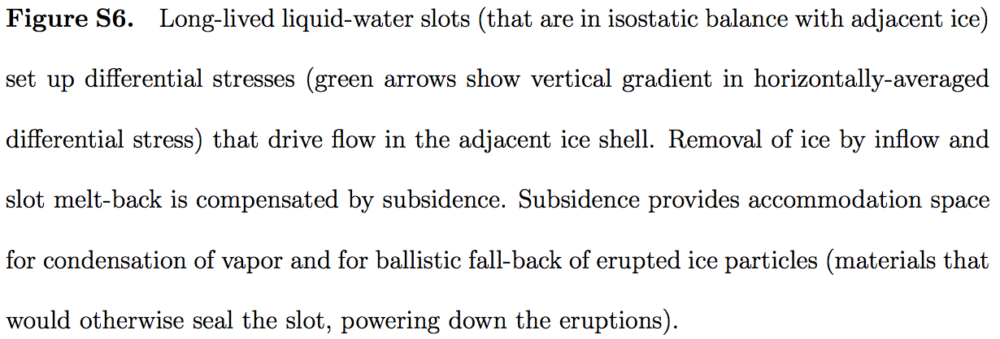 Figure S6. Long-lived liquid-water slots (that are in isostatic balance with adjacent ice)
set up differential stresses (green arrows show vertical gradient in horizontally-averaged
differential stress) that drive flow in the adjacent ice shell. Removal of ice by inflow and
slot melt-back is compensated by subsidence. Subsidence provides accommodation space
for condensation of vapor and for ballistic fall-back of erupted ice particles (materials that
would otherwise seal the slot, powering down the eruptions).